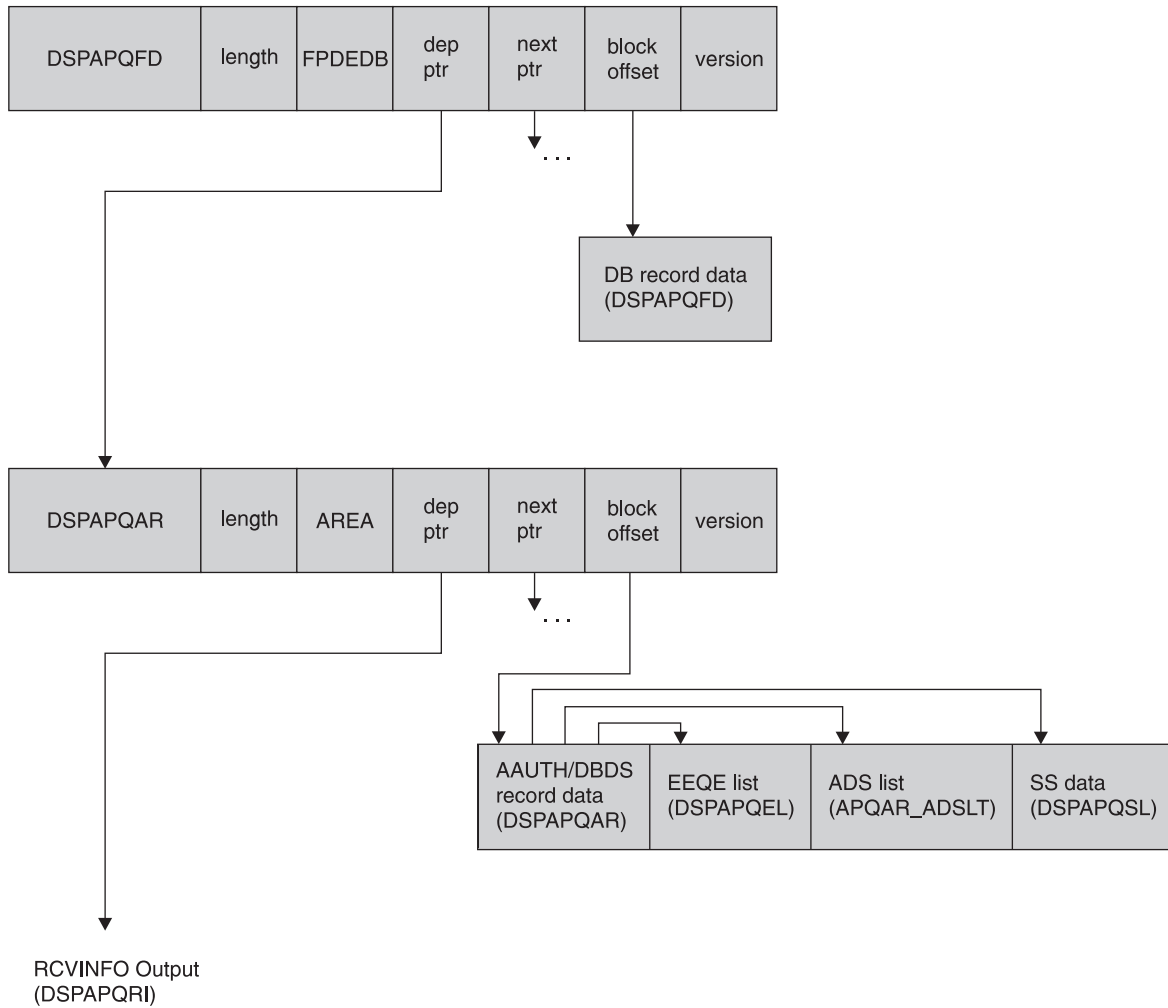 DSPAPQFD length FPDEDB dep ptr next ptr block offset version
. . .
DB record data
(DSPAPQFD)
DSPAPQAR length AREA dep ptr next ptr block offset version
. . .
AAUTH/DBDS
record data
(DSPAPQAR)
EEQE list
(DSPAPQEL)
ADS list
(APQAR_ADSLT)
SS data
(DSPAPQSL)
RCVINFO Output
(DSPAPQRI)